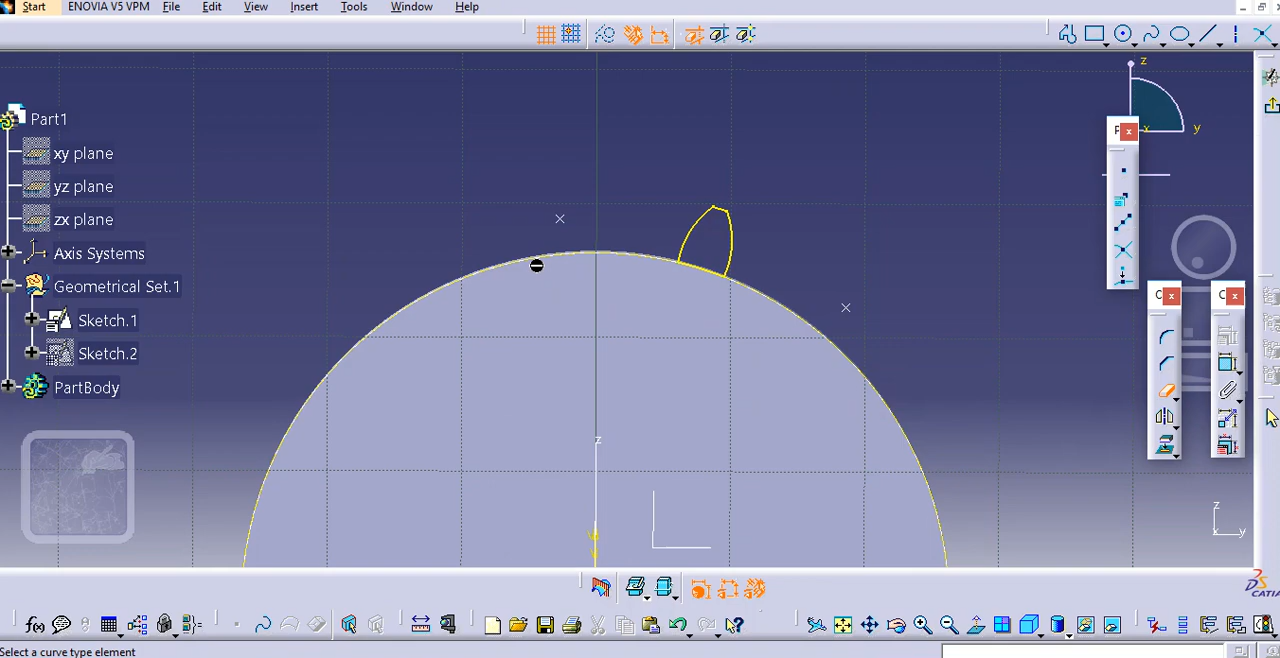 Start ENOVIA V5 VPM File Edit View Insert Tools Window Help
z
x y
P
Part1
xy plane
yz plane
zx plane
Axis Systems
Geometrical Set.1
C C
Sketch.1
Sketch.2
PartBody
z
z
y
CATIA
f(x)
Select a curve type element